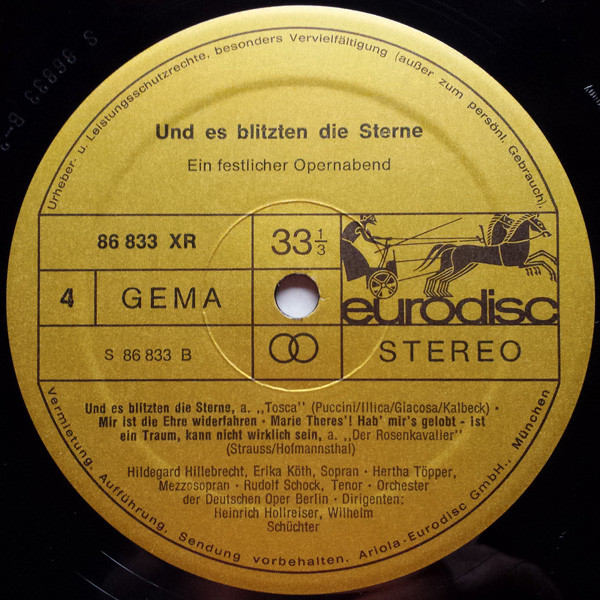 Urheber- u. Leistungsschutzrechte, besonders Vervielfältigung (außer zum persönl. Gebrauch).
Und es blitzten die Sterne
Ein festlicher Opernabend
86 833 XR
33 1/3
4
GEMA
eurodisc
S 86 833 B
STEREO
Und es blitzten die Sterne, a. ,,Tosca" (Puccini/Illica/Giacosa/Kalbeck) ·
Mir ist die Ehre widerfahren · Marie Theres'! Hab' mir's gelobt - ist
ein Traum, kann nicht wirklich sein, a. ,,Der Rosenkavalier"
(Strauss/Hofmannsthal)
Hildegard Hillebrecht, Erika Köth, Sopran · Hertha Töpper,
Mezzosopran · Rudolf Schock, Tenor · Orchester
der Deutschen Oper Berlin · Dirigenten:
Heinrich Hollreiser, Wilhelm
Schüchter
Vermietung, Aufführung, Sendung vorbehalten. Ariola-Eurodisc GmbH., München